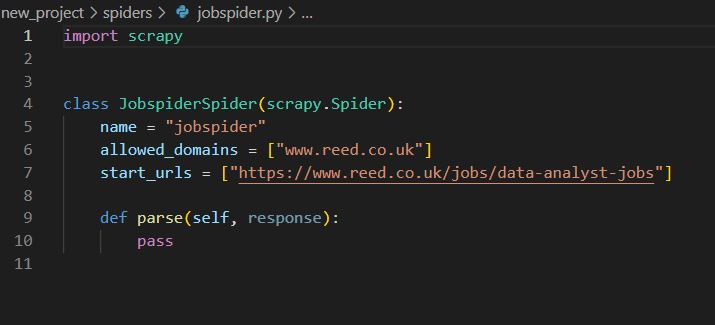 new_project > spiders > jobspider.py > ...
1 import scrapy
2
3
4 class JobspiderSpider(scrapy.Spider):
5     name = "jobspider"
6     allowed_domains = ["www.reed.co.uk"]
7     start_urls = ["https://www.reed.co.uk/jobs/data-analyst-jobs"]
8
9     def parse(self, response):
10         pass
11